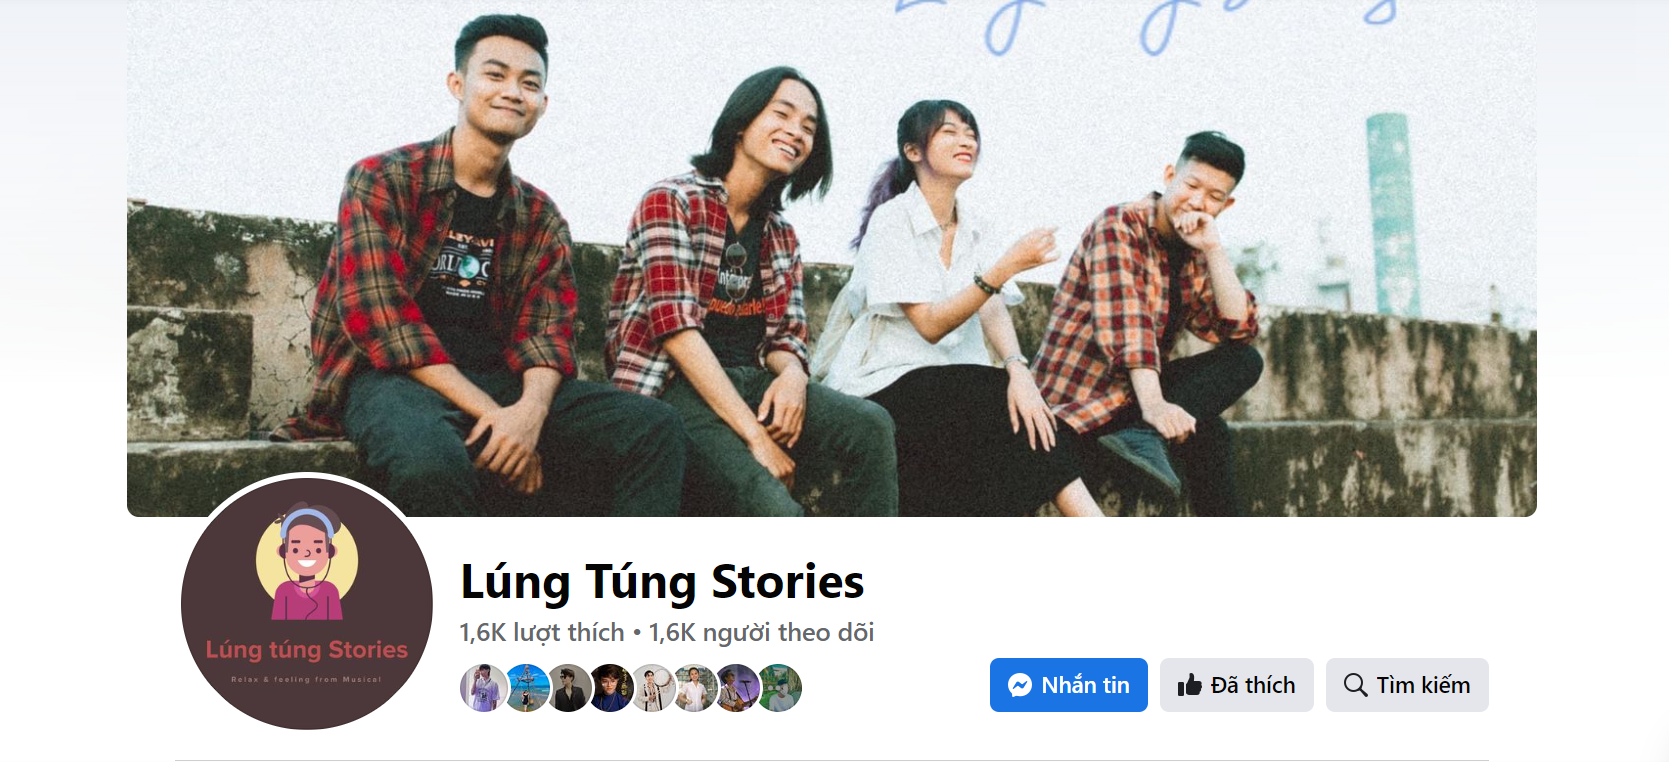 Lúng Túng Stories
1,6K lượt thích • 1,6K người theo dõi
Nhắn tin
Đã thích
Tìm kiếm
Lúng túng Stories
Relax & feeling from Musical